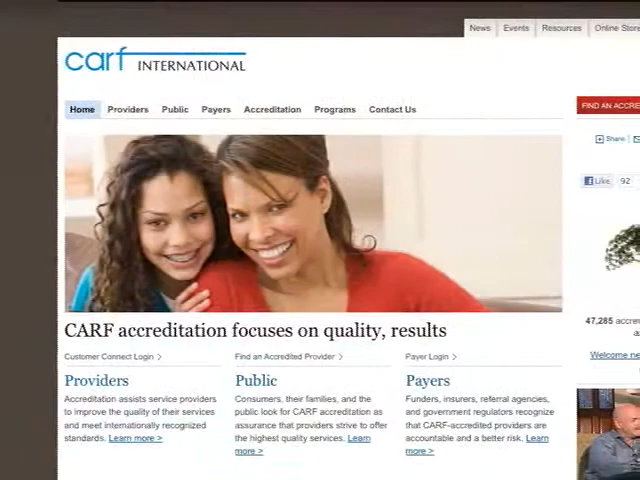 News Events Resources Online Store
carf INTERNATIONAL
Home Providers Public Payers Accreditation Programs Contact Us
FIND AN ACCRE
Share
Like 92
CARF accreditation focuses on quality, results
47,285 accre
Customer Connect Login > Find an Accredited Provider > Payer Login >
Welcome ne
Providers
Accreditation assists service providers
to improve the quality of their services
and meet internationally recognized
standards. Learn more >
Public
Consumers, their families, and the
public look for CARF accreditation as
assurance that providers strive to offer
the highest quality services. Learn
more >
Payers
Funders, insurers, referral agencies,
and government regulators recognize
that CARF-accredited providers are
accountable and a better risk. Learn
more >